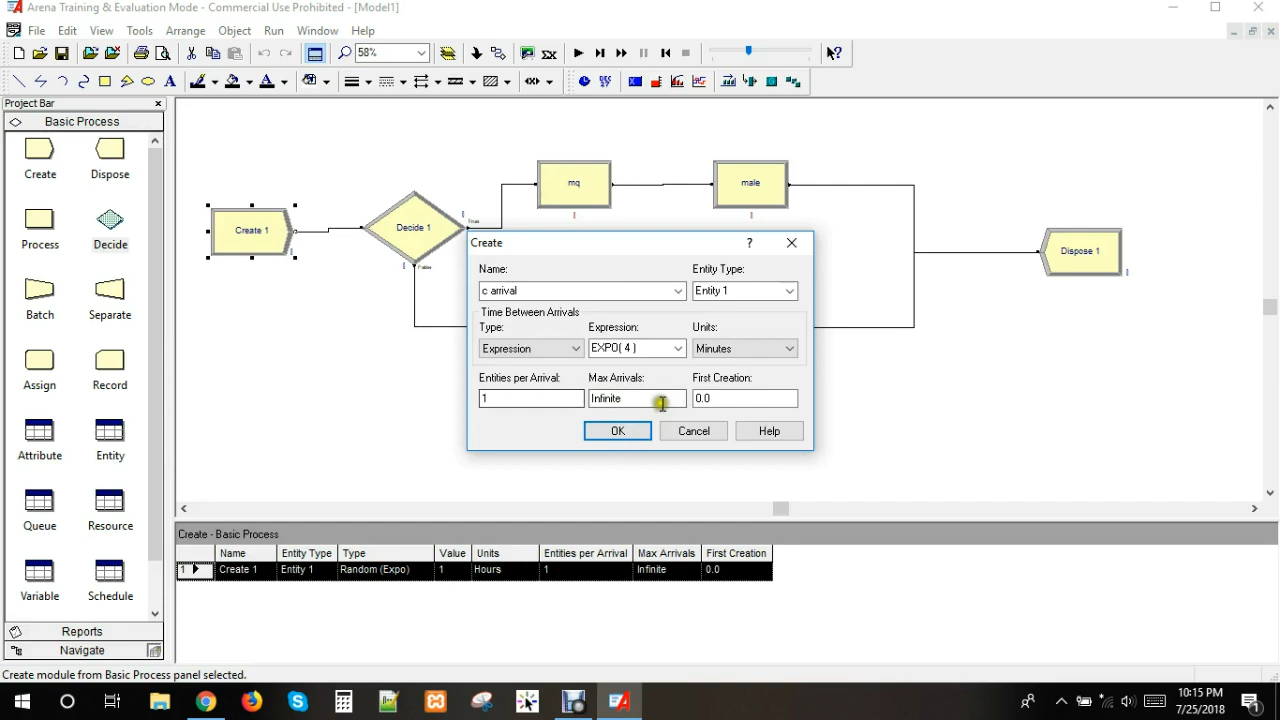 Arena Training & Evaluation Mode - Commercial Use Prohibited - [Model1]
File Edit View Tools Arrange Object Run Window Help
58%
Project Bar
Basic Process
Create Dispose
Process Decide
Batch Separate
Assign Record
Attribute Entity
Queue Resource
Variable Schedule
Reports
Navigate
Create 1
Decide 1
True
False
mq
male
Dispose 1
Create
Name: Entity Type:
c arrival Entity 1
Time Between Arrivals
Type: Expression: Units:
Expression EXPO( 4 ) Minutes
Entities per Arrival: Max Arrivals: First Creation:
1 Infinite 0.0
OK Cancel Help
Create - Basic Process
Name Entity Type Type Value Units Entities per Arrival Max Arrivals First Creation
1 Create 1 Entity 1 Random (Expo) 1 Hours 1 Infinite 0.0
Create module from Basic Process panel selected.
10:15 PM
7/25/2018